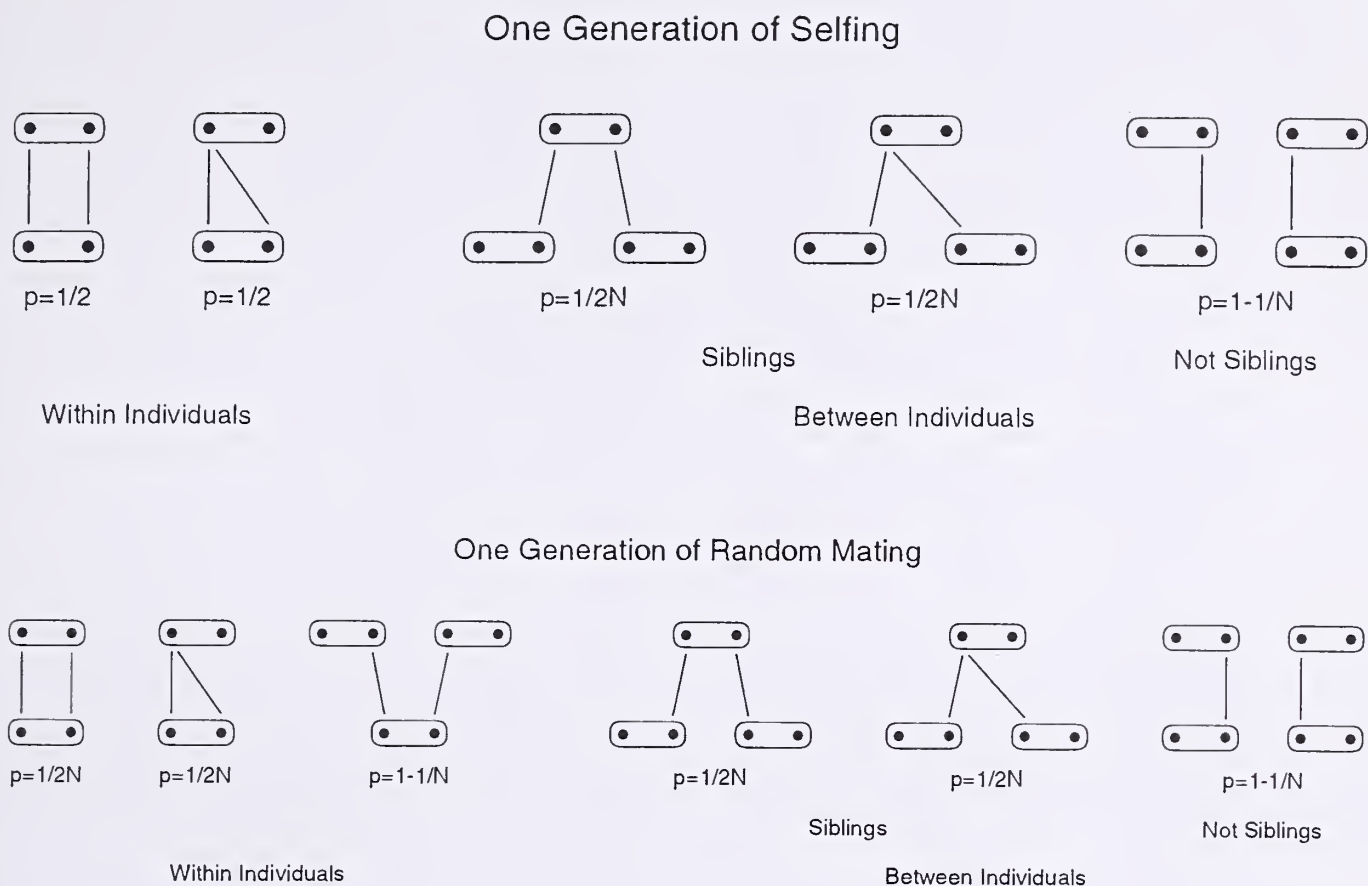 One Generation of Selfing
p=1/2 p=1/2 p=1/2N p=1/2N p=1-1/N
Siblings Not Siblings
Within Individuals Between Individuals
One Generation of Random Mating
p=1/2N p=1/2N p=1-1/N p=1/2N p=1/2N p=1-1/N
Siblings Not Siblings
Within Individuals Between Individuals